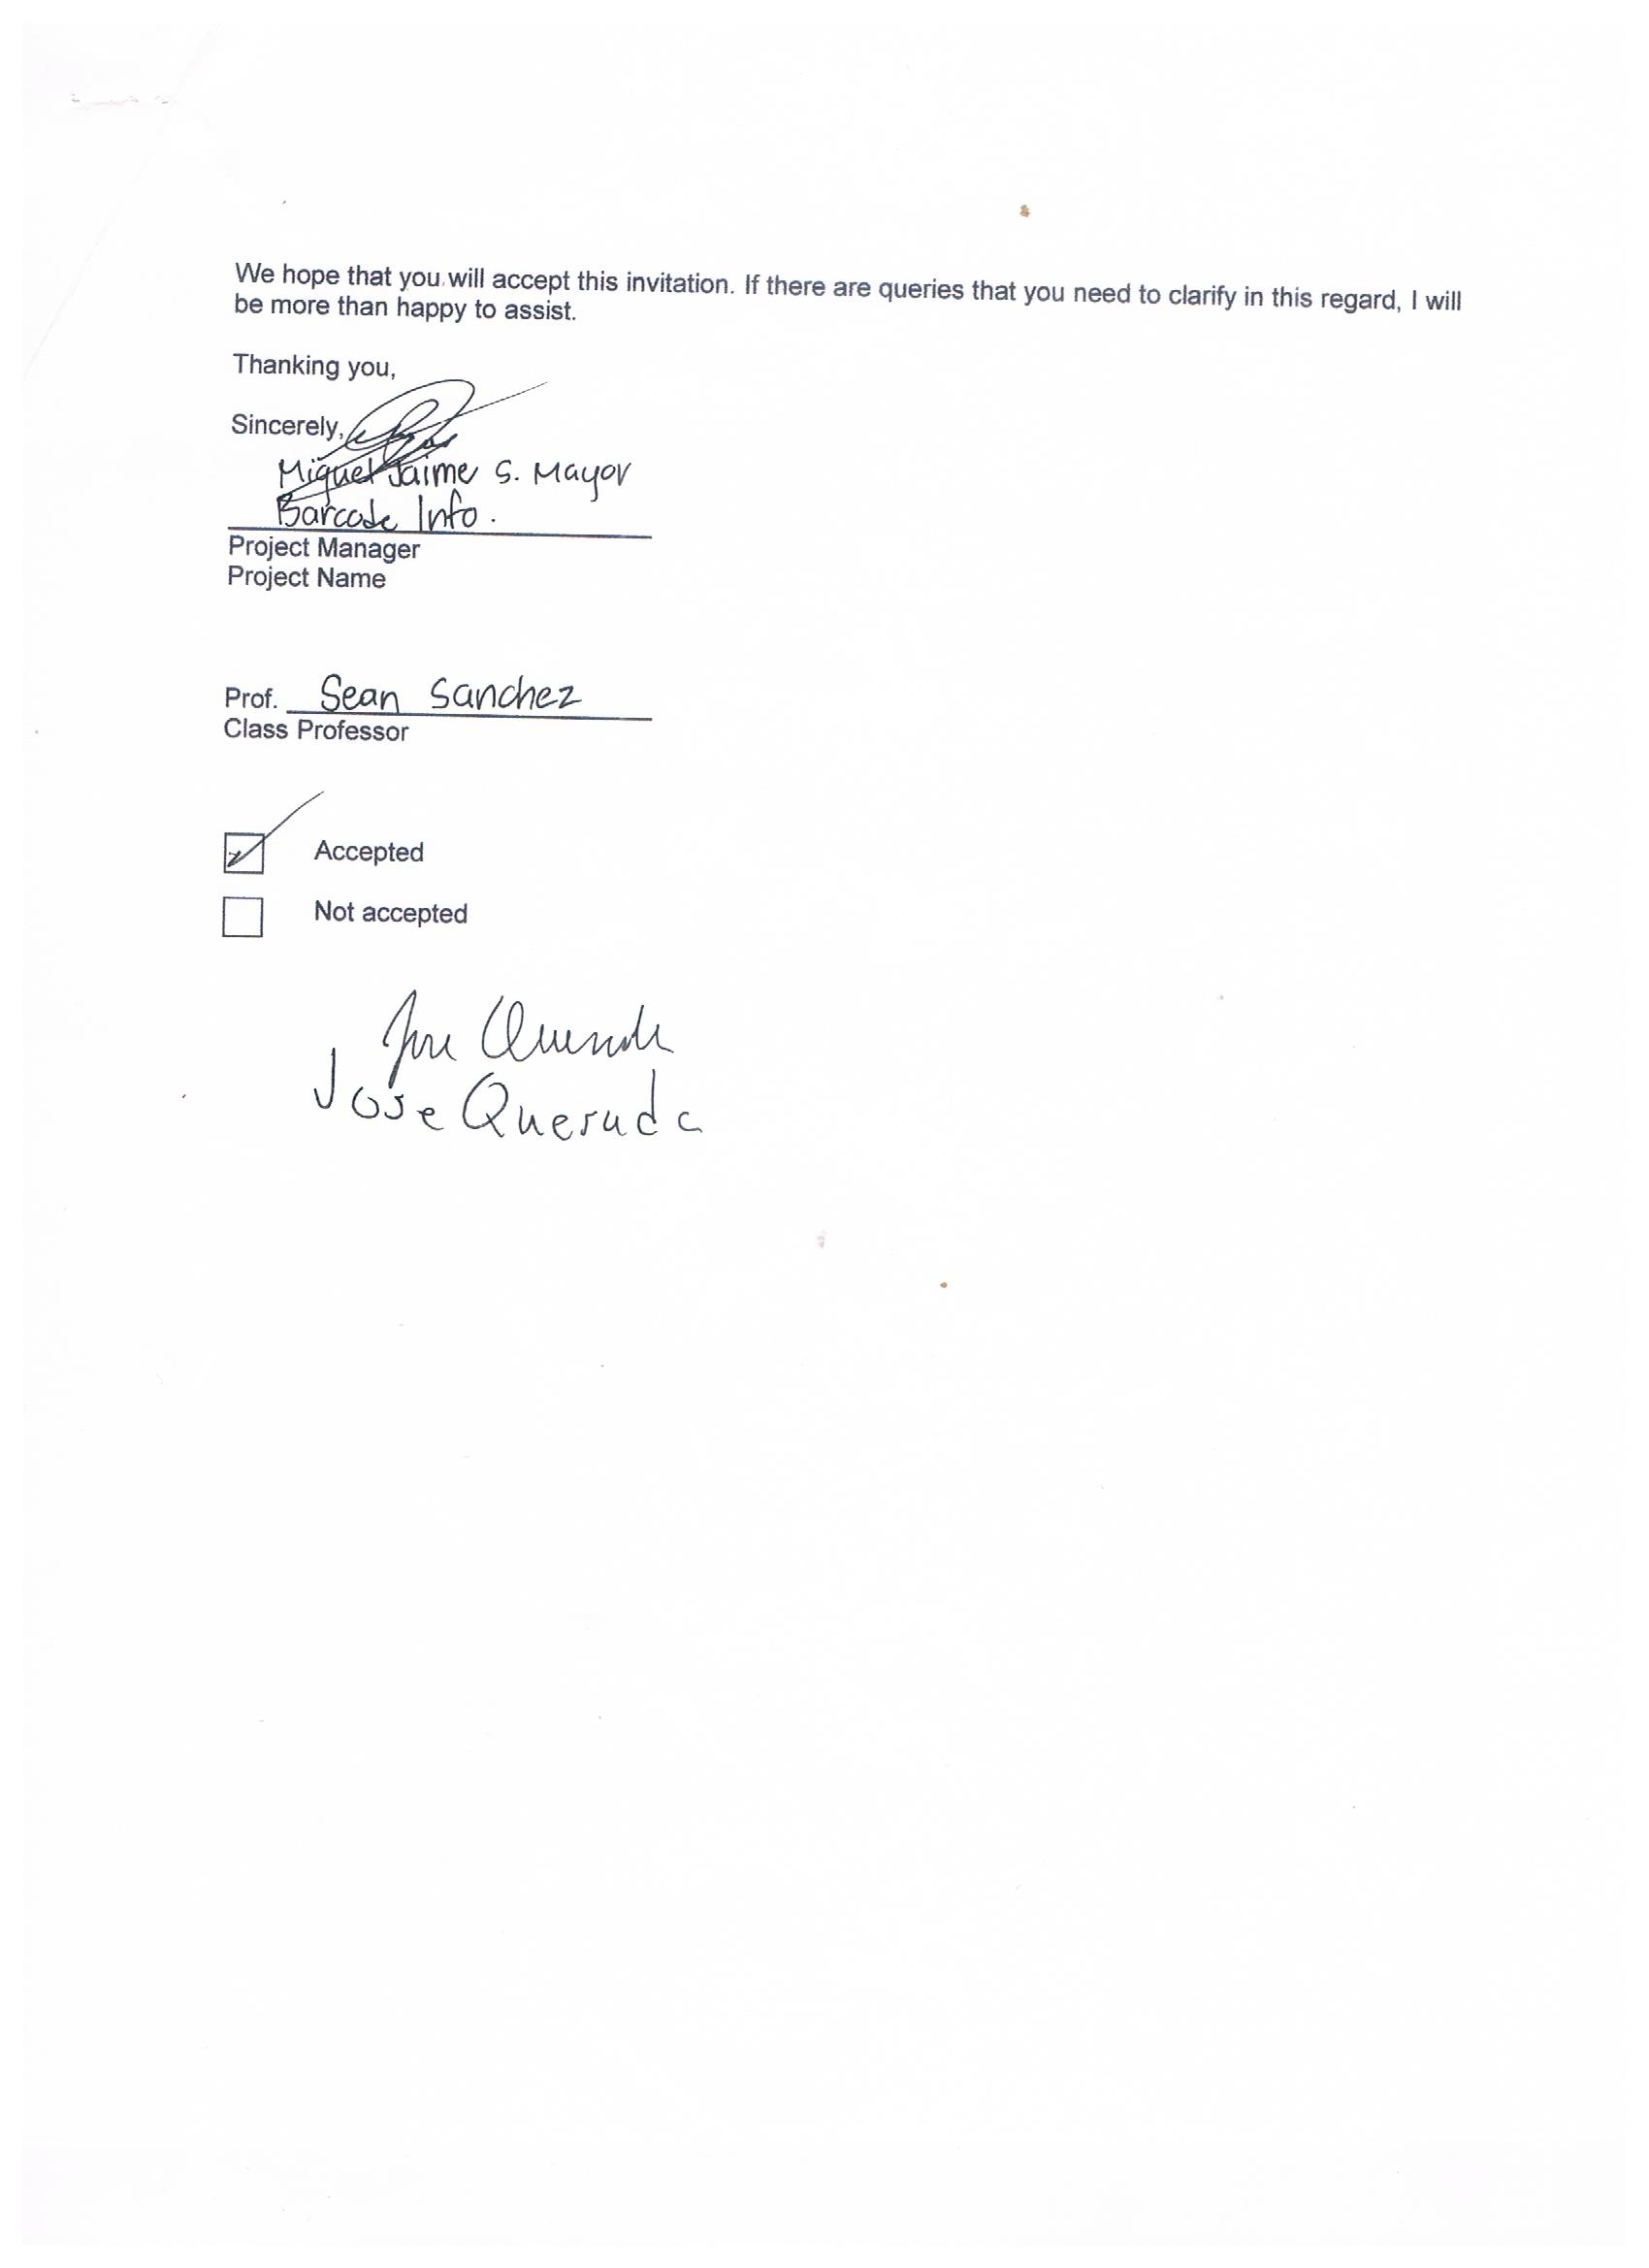 We hope that you will accept this invitation. If there are queries that you need to clarify in this regard, I will
be more than happy to assist.
Thanking you,
Sincerely,
Miguel Jaime S. Mayor
Barcode Info.
Project Manager
Project Name
Prof. Sean Sanchez
Class Professor
Accepted
Not accepted
Jose Queruda